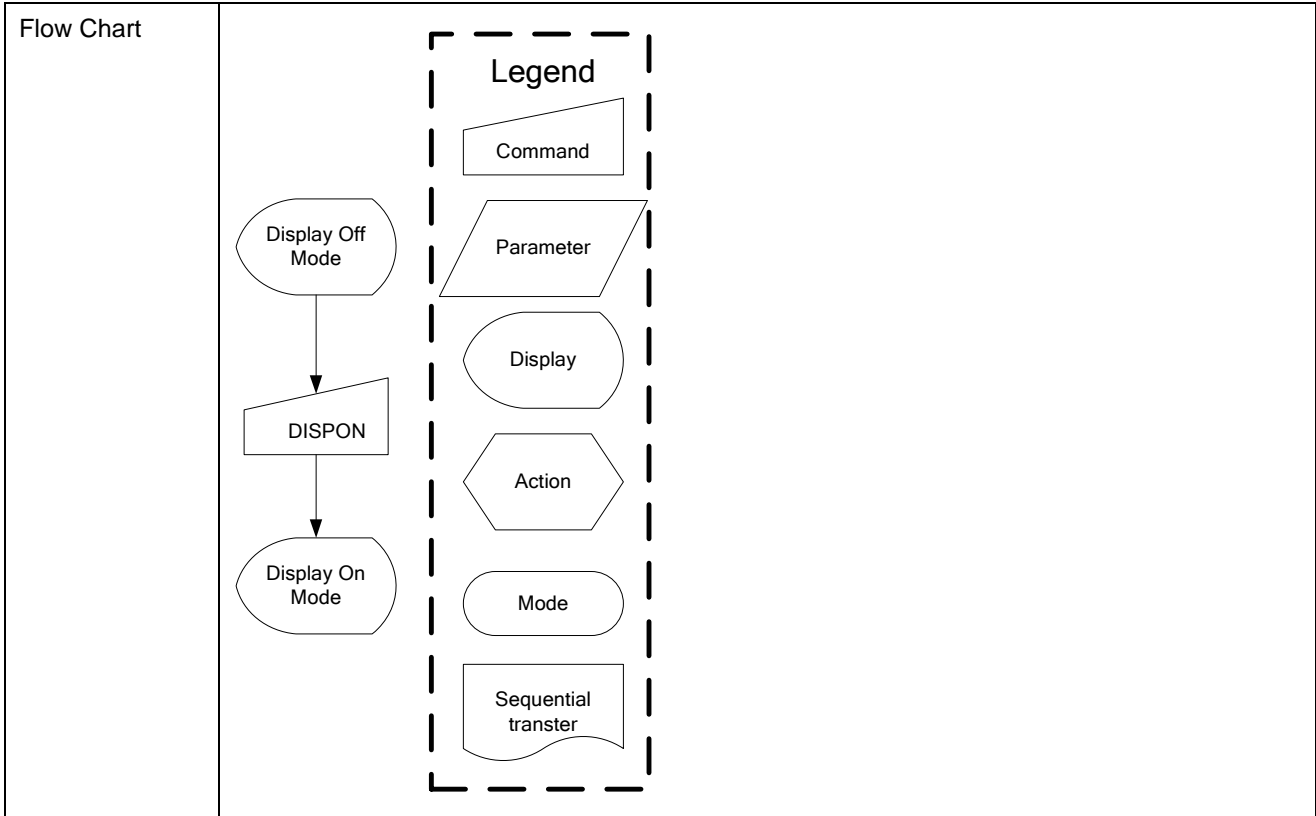 Flow Chart
Display Off
Mode
DISPON
Display On
Mode
Legend
Command
Parameter
Display
Action
Mode
Sequential
transter